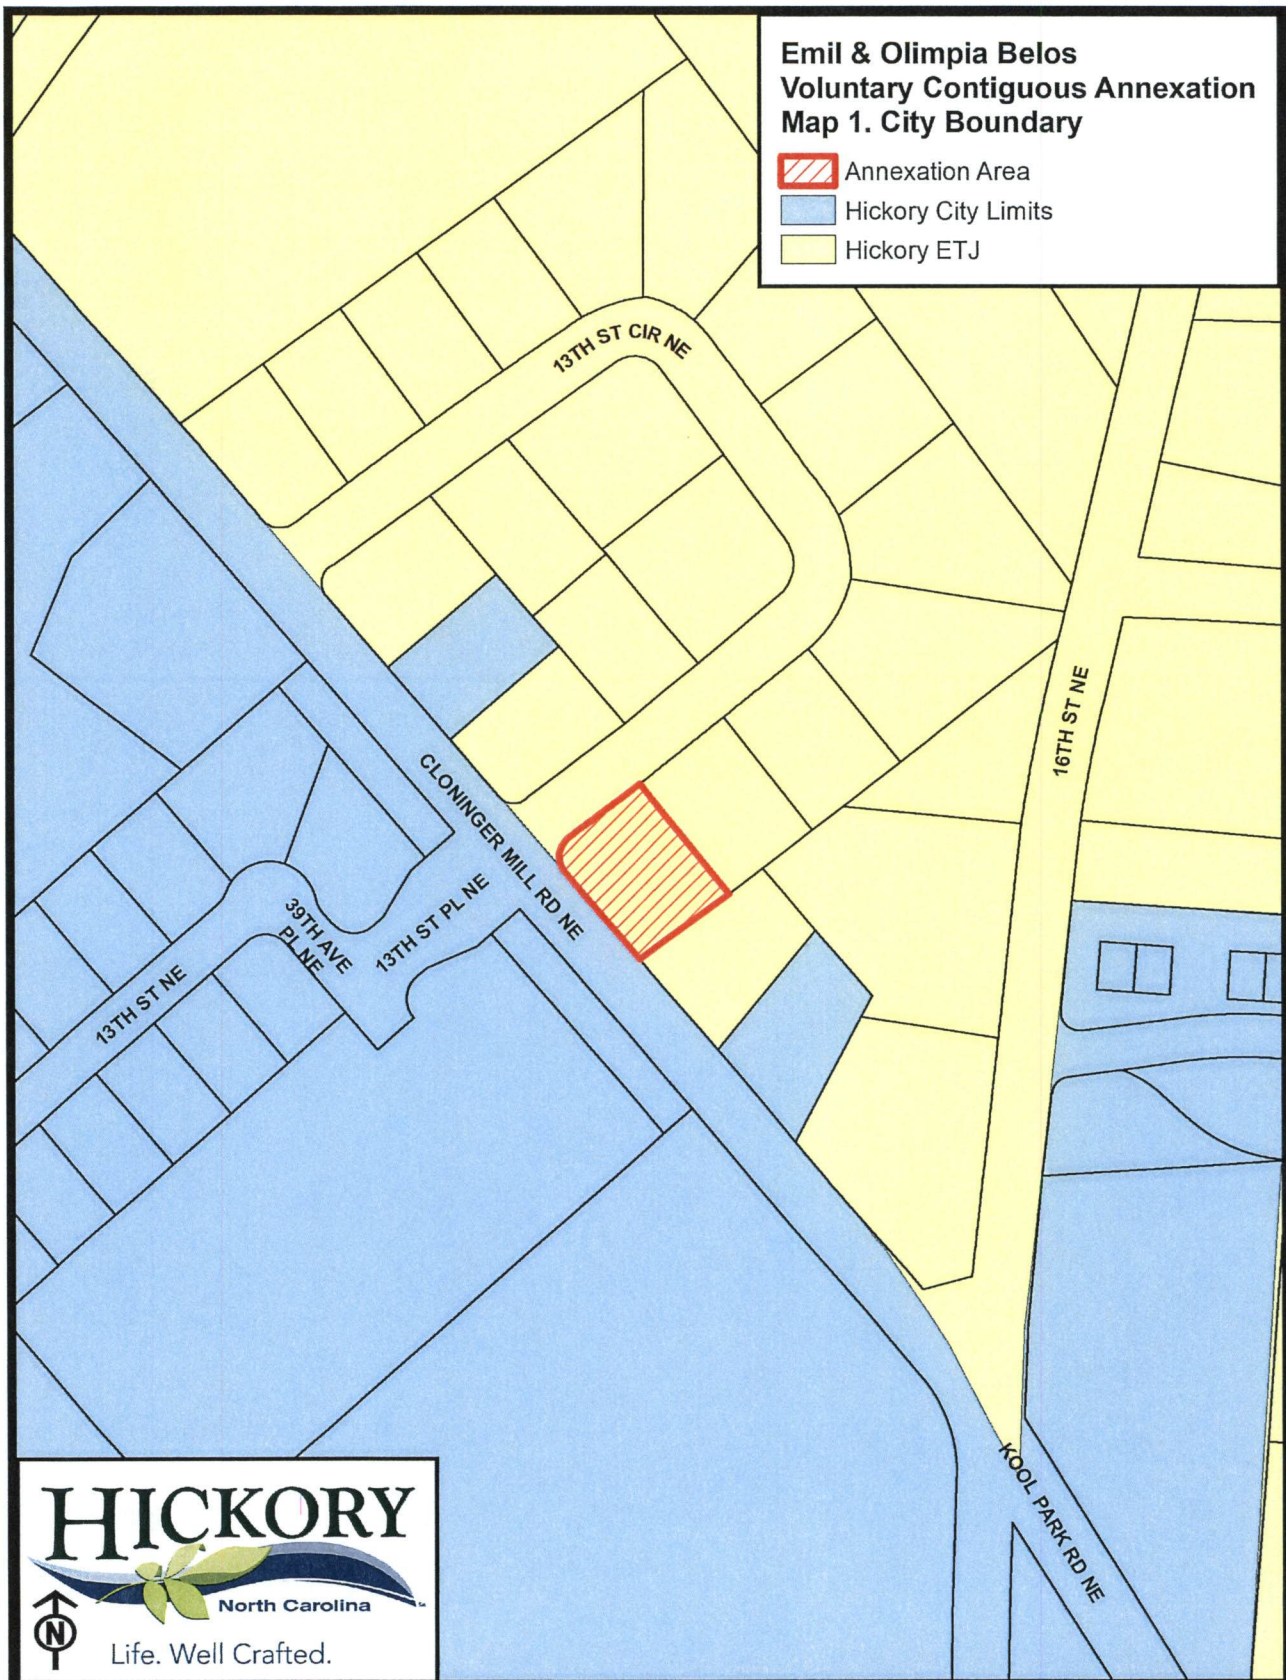 Emil & Olimpia Belos
Voluntary Contiguous Annexation
Map 1. City Boundary
Annexation Area
Hickory City Limits
Hickory ETJ
13TH ST CIR NE
16TH ST NE
CLONINGER MILL RD NE
39TH AVE
PL NE
13TH ST PL NE
13TH ST NE
KOOL PARK RD NE
HICKORY
North Carolina
N
Life. Well Crafted.